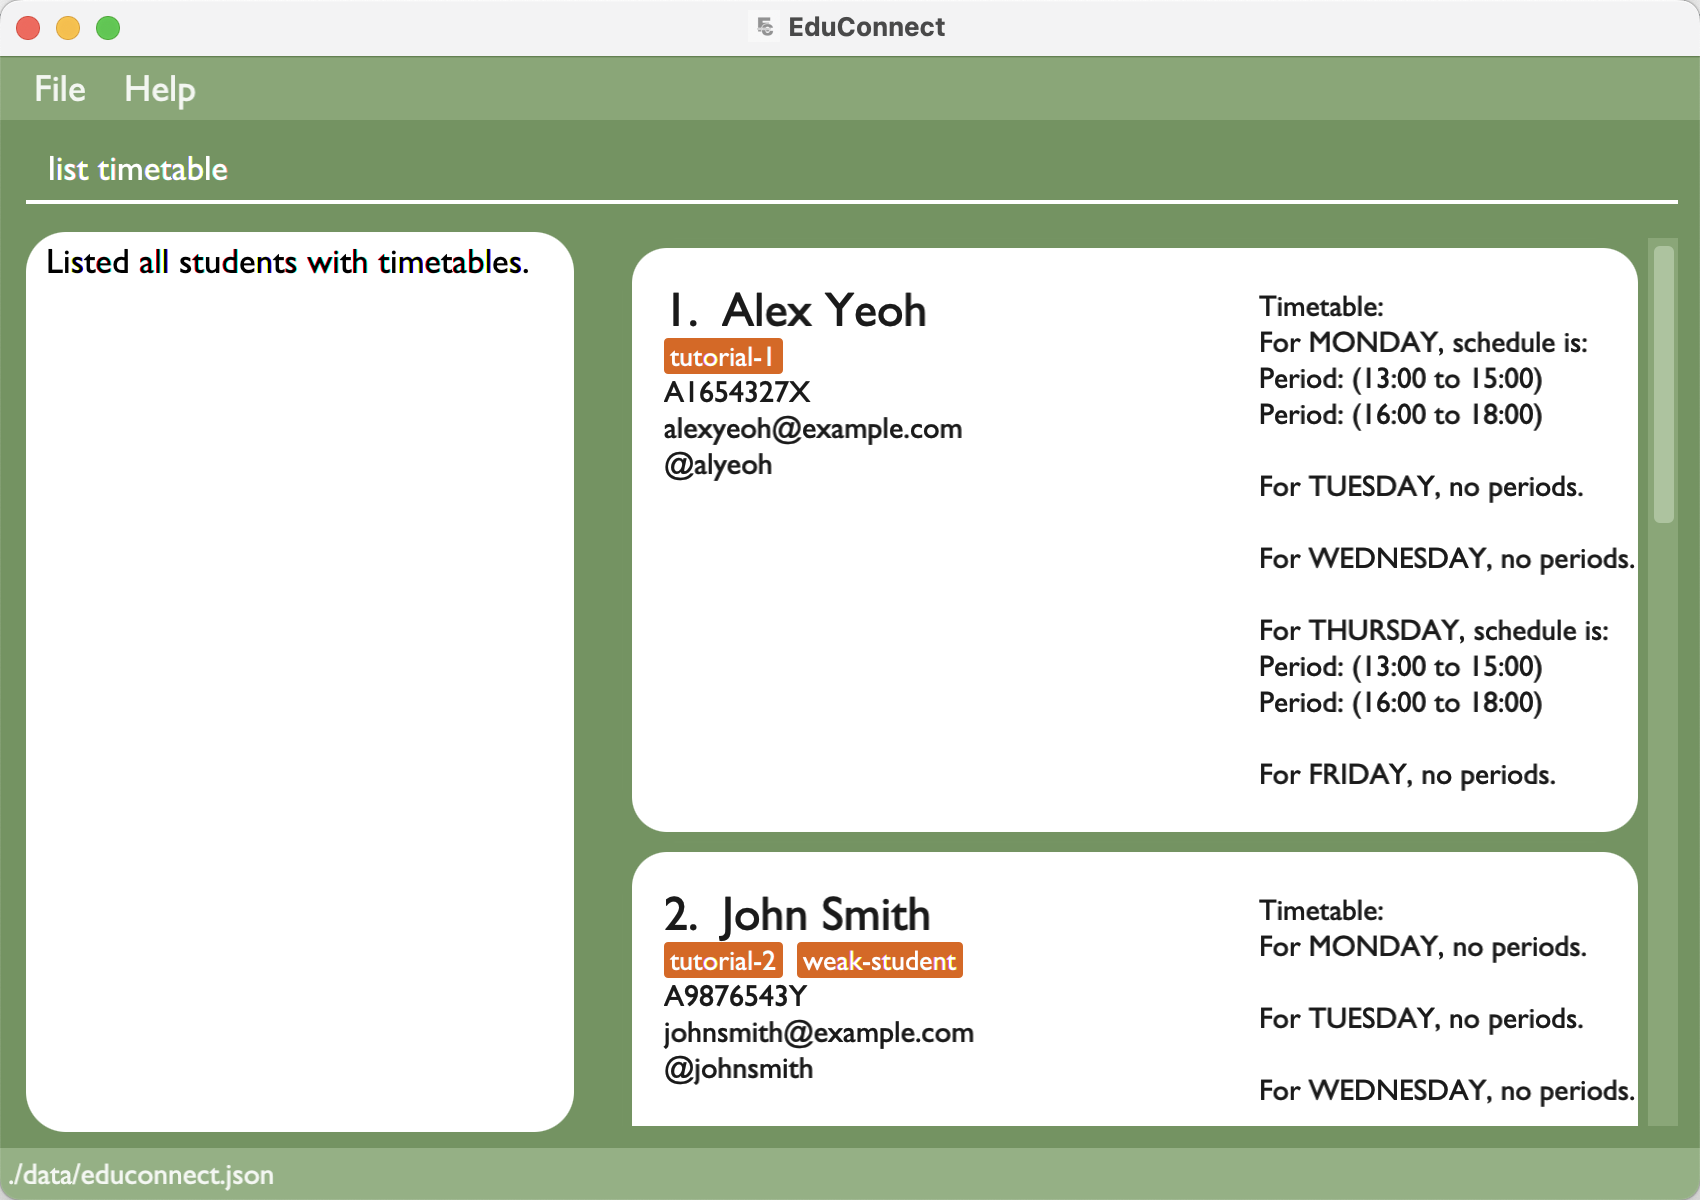 EduConnect
File Help
list timetable
Listed all students with timetables.
1. Alex Yeoh
tutorial-1
A1654327X
alexyeoh@example.com
@alyeoh
Timetable:
For MONDAY, schedule is:
Period: (13:00 to 15:00)
Period: (16:00 to 18:00)
For TUESDAY, no periods.
For WEDNESDAY, no periods.
For THURSDAY, schedule is:
Period: (13:00 to 15:00)
Period: (16:00 to 18:00)
For FRIDAY, no periods.
2. John Smith
tutorial-2 weak-student
A9876543Y
johnsmith@example.com
@johnsmith
Timetable:
For MONDAY, no periods.
For TUESDAY, no periods.
For WEDNESDAY, no periods.
./data/educonnect.json